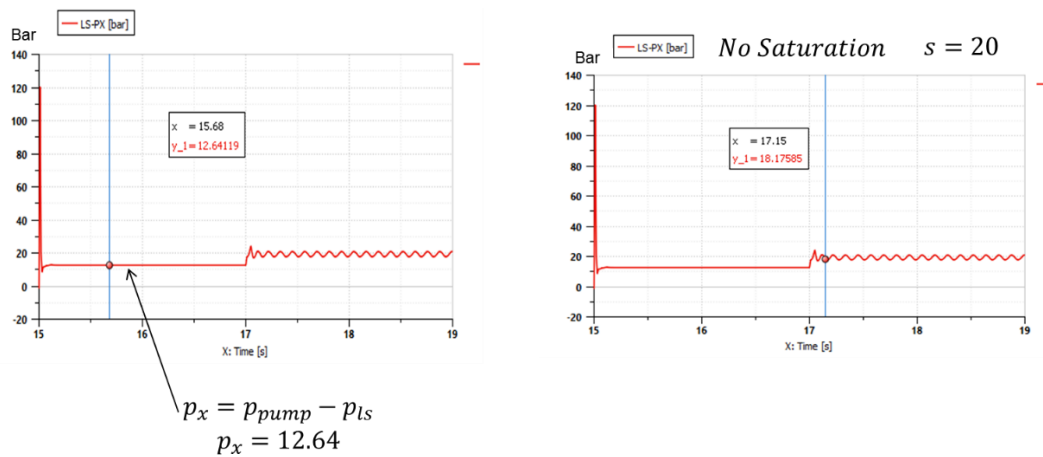 Bar
LS-PX [bar]
140
120
100
80
60
40
20
0
-20
x = 15.68
y_1=12.64119
15 16 17 18 19
X: Time [s]
p_x = p_pump − p_ls
p_x = 12.64
Bar
LS-PX [bar]
No Saturation s = 20
140
120
100
80
60
40
20
0
-20
x = 17.15
y_1=18.17585
15 16 17 18 19
X: Time [s]